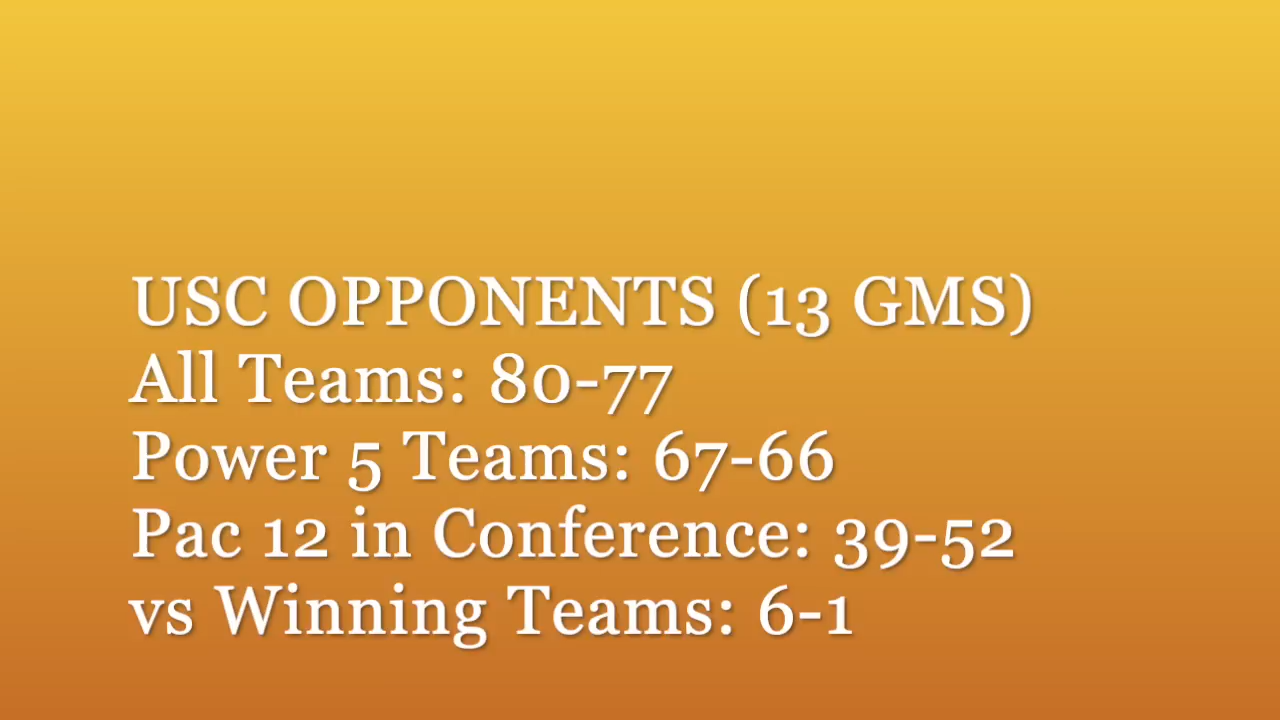 USC OPPONENTS (13 GMS)
All Teams: 80-77
Power 5 Teams: 67-66
Pac 12 in Conference: 39-52
vs Winning Teams: 6-1